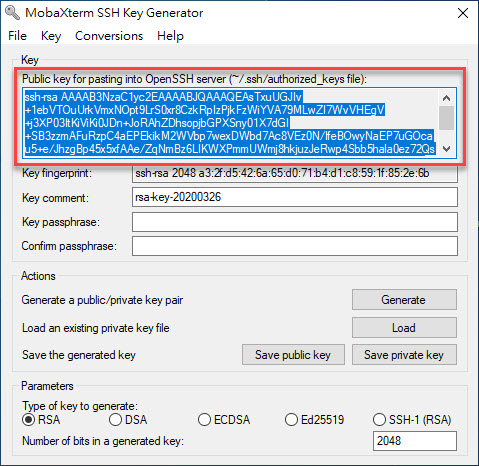 MobaXterm SSH Key Generator
File Key Conversions Help
Key
Public key for pasting into OpenSSH server (~/.ssh/authorized_keys file):
ssh-rsa AAAAB3NzaC1yc2EAAAABJQAAAQEAsTxuUGJlv
+1ebVTOuUrkVmxNOpt9LrS0xr8CzkRpIzPjkFzWiYVA79MLwZI7WvVHEgV
+j3XP03ItKiViKi0JDn+JoRAhZDhsopjbGPXSny01X7dGI
+SB3zzmAFuRzpC4aEPEkikM2WVbp7wexDWbd7Ac8VEz0N/lfeBOwyNaEP7uGOca
u5+e/JhzgBp45x5xfAAe/ZqNmBz6LIKWXPmmUWmj8hkjuzJeRwp4Sbb5hala0ez72Qs
Key fingerprint: ssh-rsa 2048 a3:2f:d5:42:6a:65:d0:71:b4:d1:c8:59:1f:85:2e:6b
Key comment: rsa-key-20200326
Key passphrase:
Confirm passphrase:
Actions
Generate a public/private key pair Generate
Load an existing private key file Load
Save the generated key Save public key Save private key
Parameters
Type of key to generate:
RSA DSA ECDSA Ed25519 SSH-1 (RSA)
Number of bits in a generated key: 2048